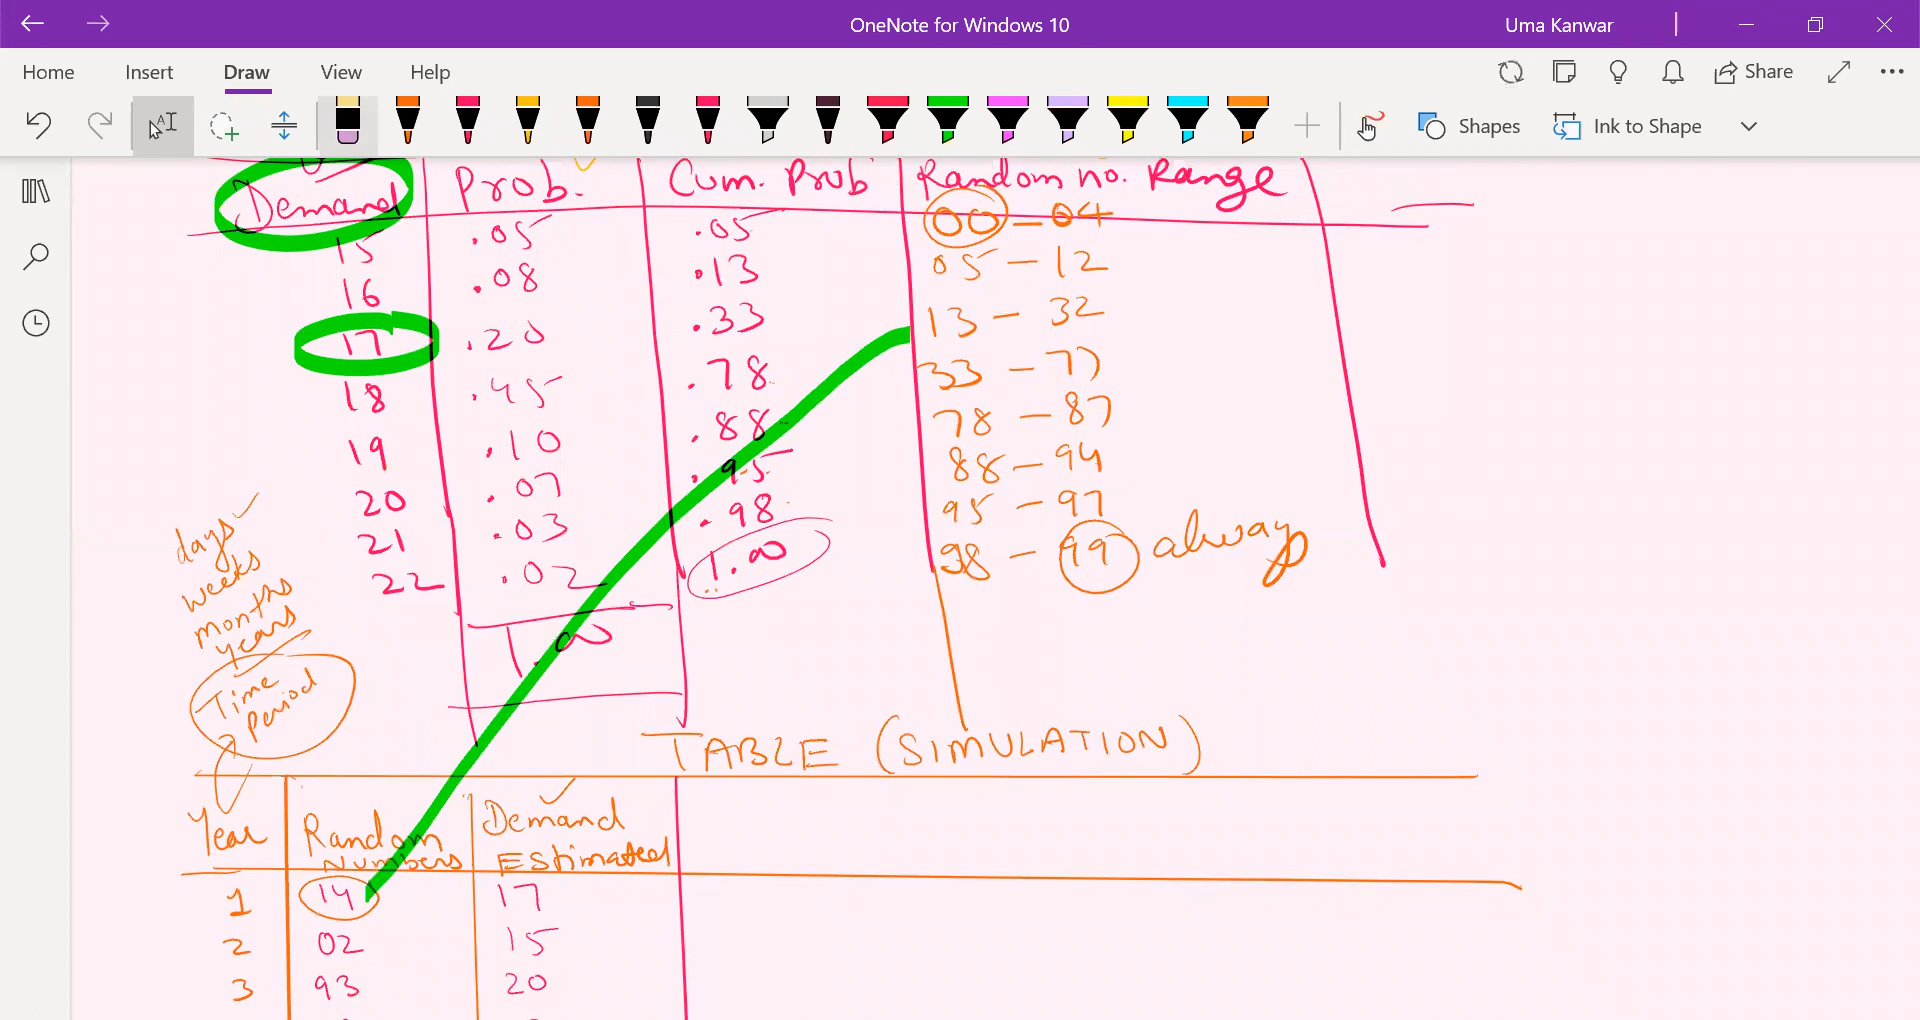 OneNote for Windows 10
Uma Kanwar
Home Insert Draw View Help
Share
Shapes Ink to Shape
Demand Prob. Cum. Prob Random no. Range
15 .05 .05 00 - 04
16 .08 .13 05 - 12
17 .20 .33 13 - 32
18 .45 .78 33 - 77
19 .10 .88 78 - 87
20 .07 .95 88 - 94
21 .03 .98 95 - 97
22 .02 1.00 98 - 99 always
1.00
days
weeks
months
years
Time
Period
TABLE (SIMULATION)
Year Random Numbers Demand Estimated
1 14 17
2 02 15
3 93 20